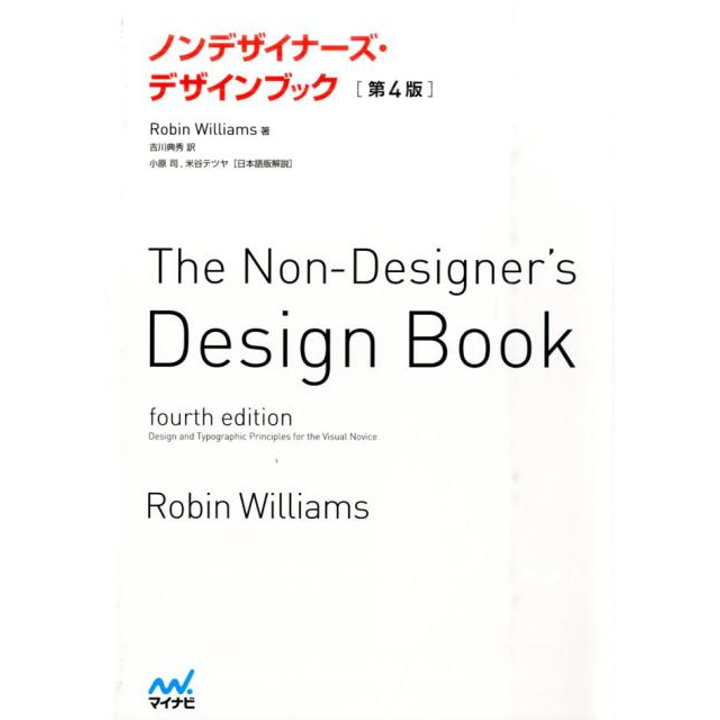 ノンデザイナーズ・
デザインブック [第4版]
Robin Williams 著
吉川典秀 訳
小原 司, 米谷テツヤ [日本語版解説]
The Non-Designer's
Design Book
fourth edition
Design and Typographic Principles for the Visual Novice
Robin Williams
マイナビ